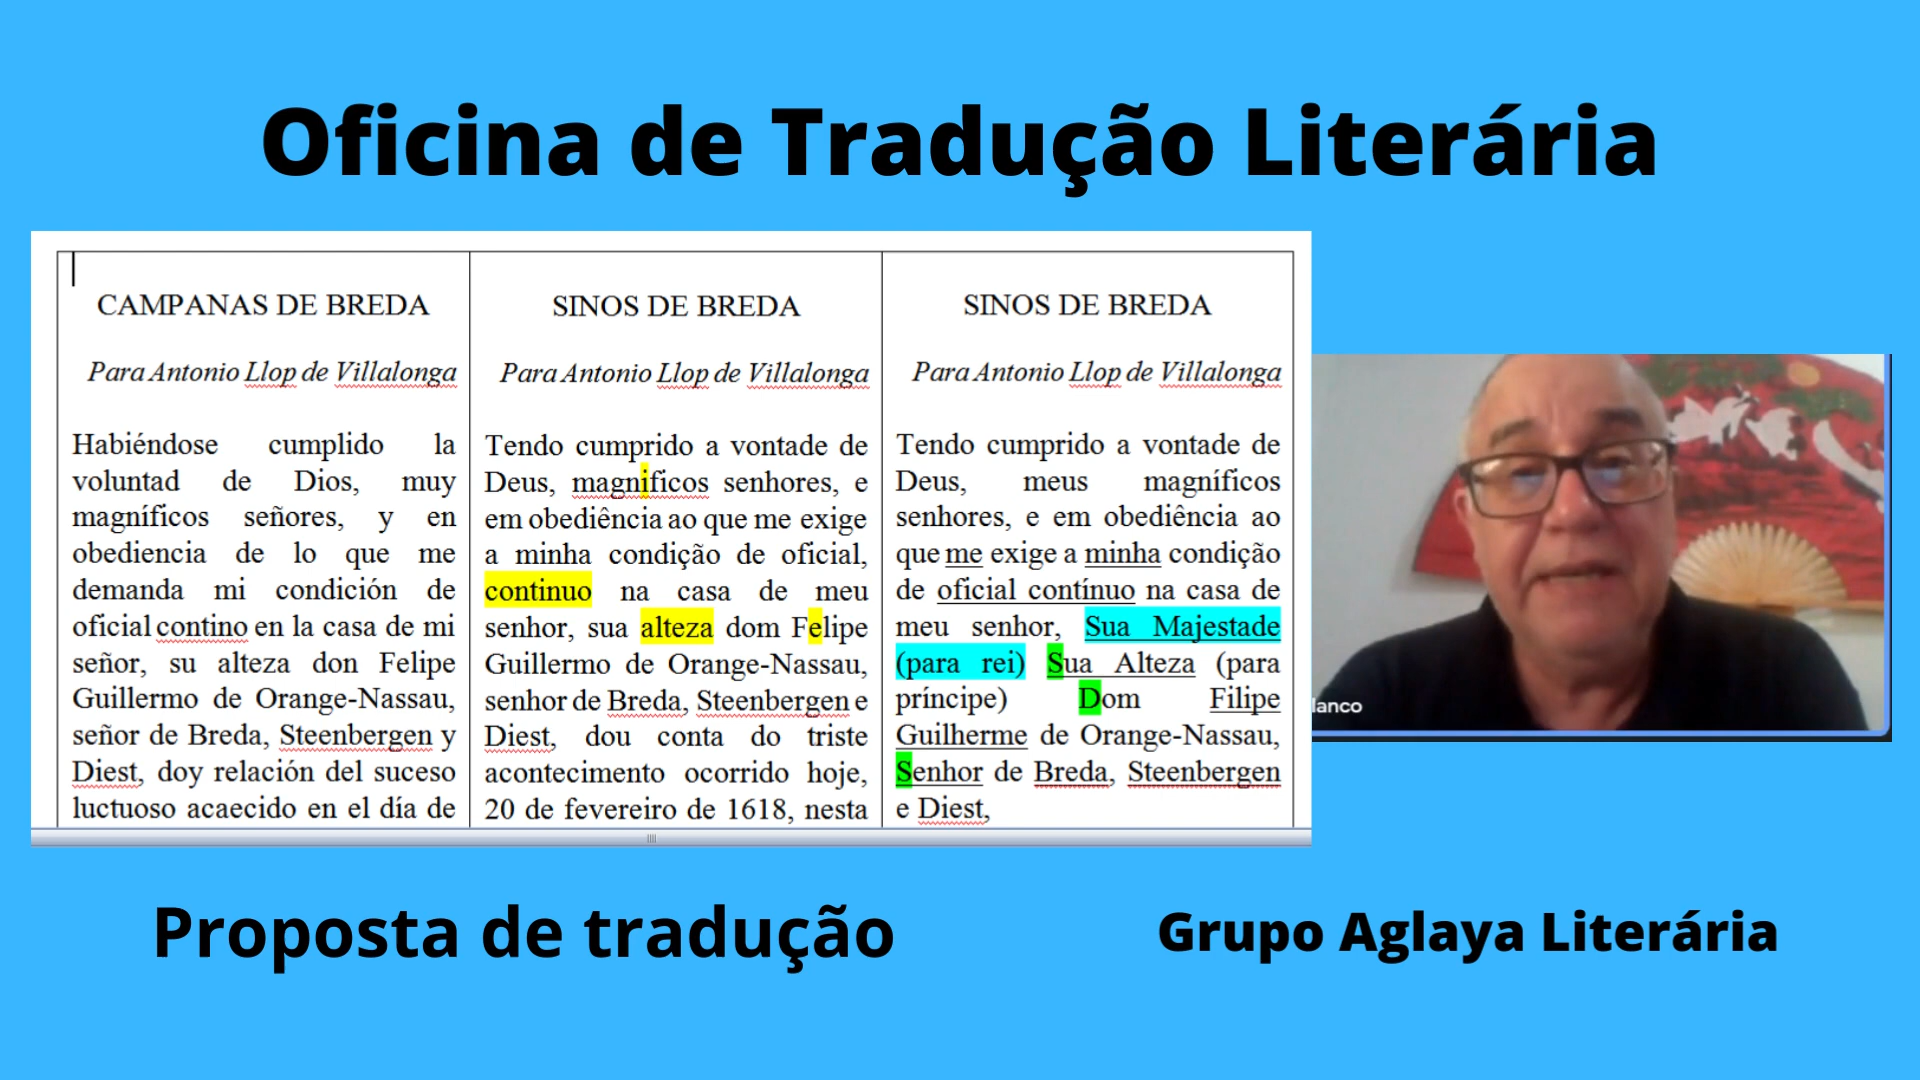 Oficina de Tradução Literária
CAMPANAS DE BREDA
Para Antonio Llop de Villalonga
Habiéndose cumplido la
voluntad de Dios, muy
magníficos señores, y en
obediencia de lo que me
demanda mi condición de
oficial contino en la casa de mi
señor, su alteza don Felipe
Guillermo de Orange-Nassau,
señor de Breda, Steenbergen y
Diest, doy relación del suceso
luctuoso acaecido en el día de
SINOS DE BREDA
Para Antonio Llop de Villalonga
Tendo cumprido a vontade de
Deus, magnificos senhores, e
em obediência ao que me exige
a minha condição de oficial,
continuo na casa de meu
senhor, sua alteza dom Felipe
Guillermo de Orange-Nassau,
senhor de Breda, Steenbergen e
Diest, dou conta do triste
acontecimento ocorrido hoje,
20 de fevereiro de 1618, nesta
SINOS DE BREDA
Para Antonio Llop de Villalonga
Tendo cumprido a vontade de
Deus, meus magníficos
senhores, e em obediência ao
que me exige a minha condição
de oficial contínuo na casa de
meu senhor, Sua Majestade
(para rei) Sua Alteza (para
príncipe) Dom Filipe
Guilherme de Orange-Nassau,
Senhor de Breda, Steenbergen
e Diest,
lanco
Proposta de tradução
Grupo Aglaya Literária